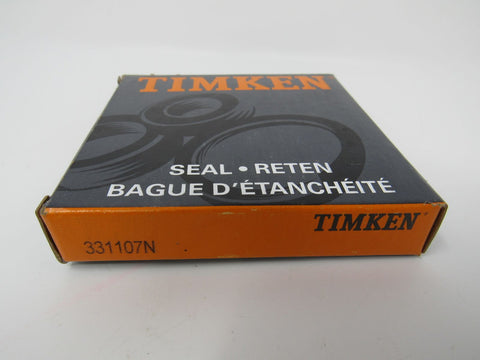 TIMKEN
SEAL • RETEN
BAGUE D'ÉTANCHÉITÉ
TIMKEN
331107N